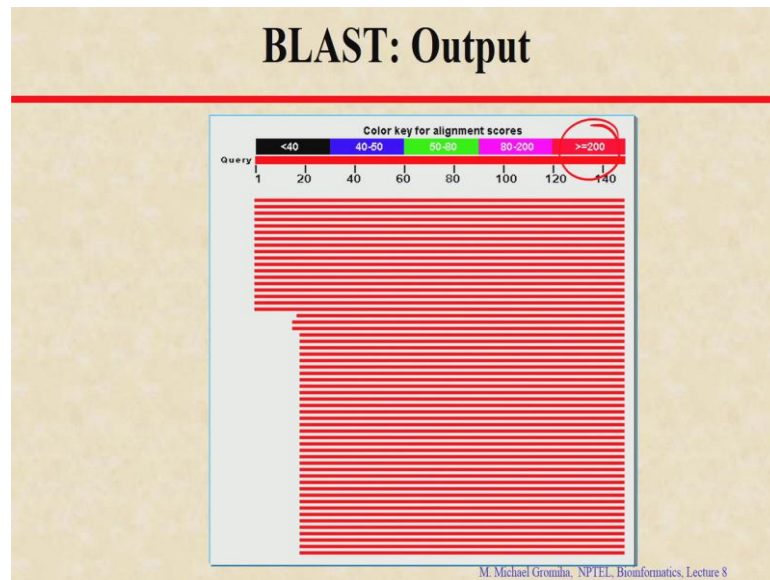 BLAST: Output
Color key for alignment scores
<40 40-50 50-80 80-200 >=200
Query
1 20 40 60 80 100 120 140
M. Michael Gromiha, NPTEL, Bioinformatics, Lecture 8